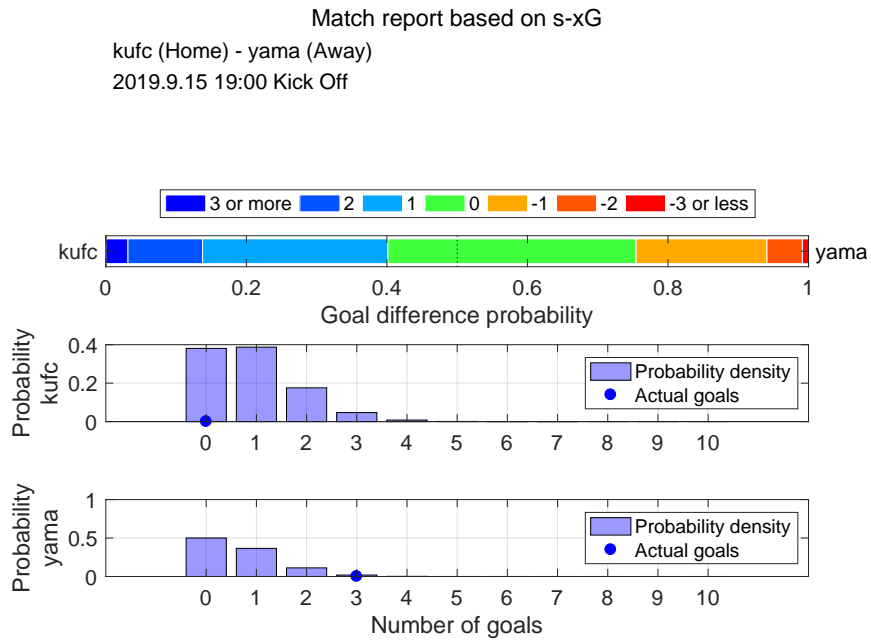 Match report based on s-xG
kufc (Home) - yama (Away)
2019.9.15 19:00 Kick Off
3 or more 2 1 0 -1 -2 -3 or less
kufc yama
0 0.2 0.4 0.6 0.8 1
Goal difference probability
Probability
kufc
0.4
0.2
0
Probability density
Actual goals
0 1 2 3 4 5 6 7 8 9 10
Probability
yama
1
0.5
0
Probability density
Actual goals
0 1 2 3 4 5 6 7 8 9 10
Number of goals